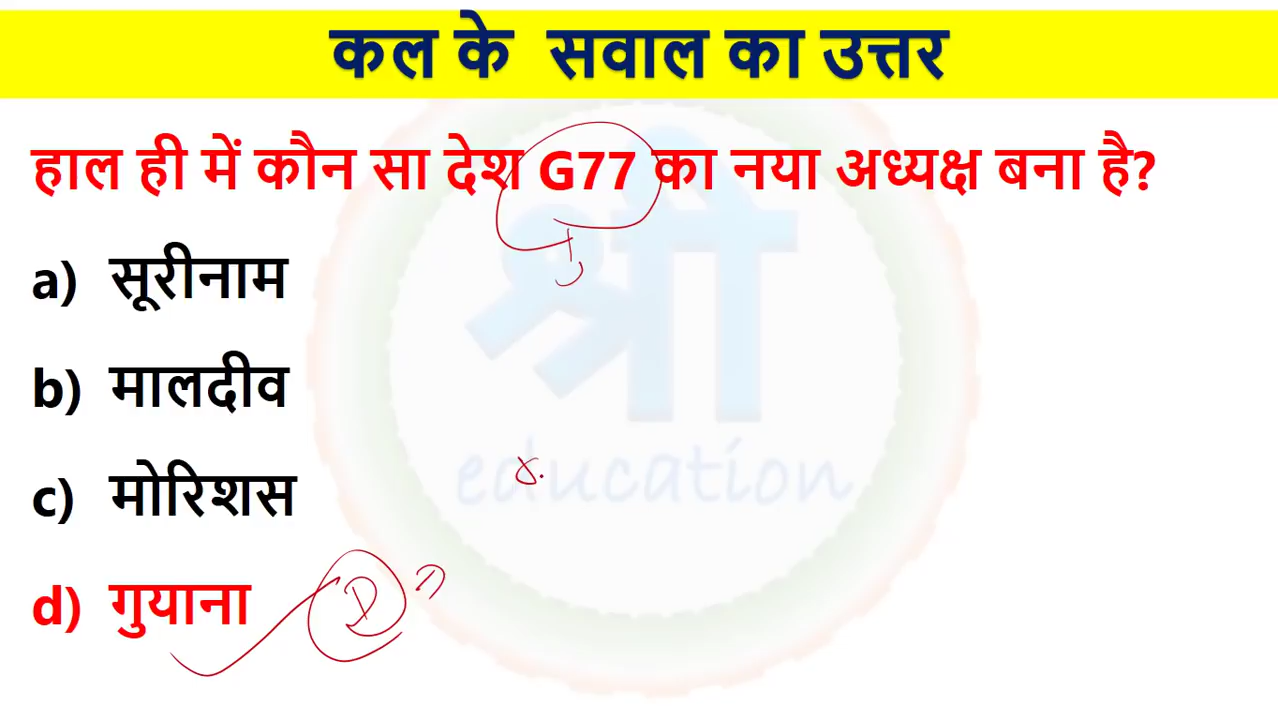 कल के सवाल का उत्तर
हाल ही में कौन सा देश G77 का नया अध्यक्ष बना है?
a) सूरीनाम
b) मालदीव
c) मोरिशस
d) गुयाना
D
श्री
education